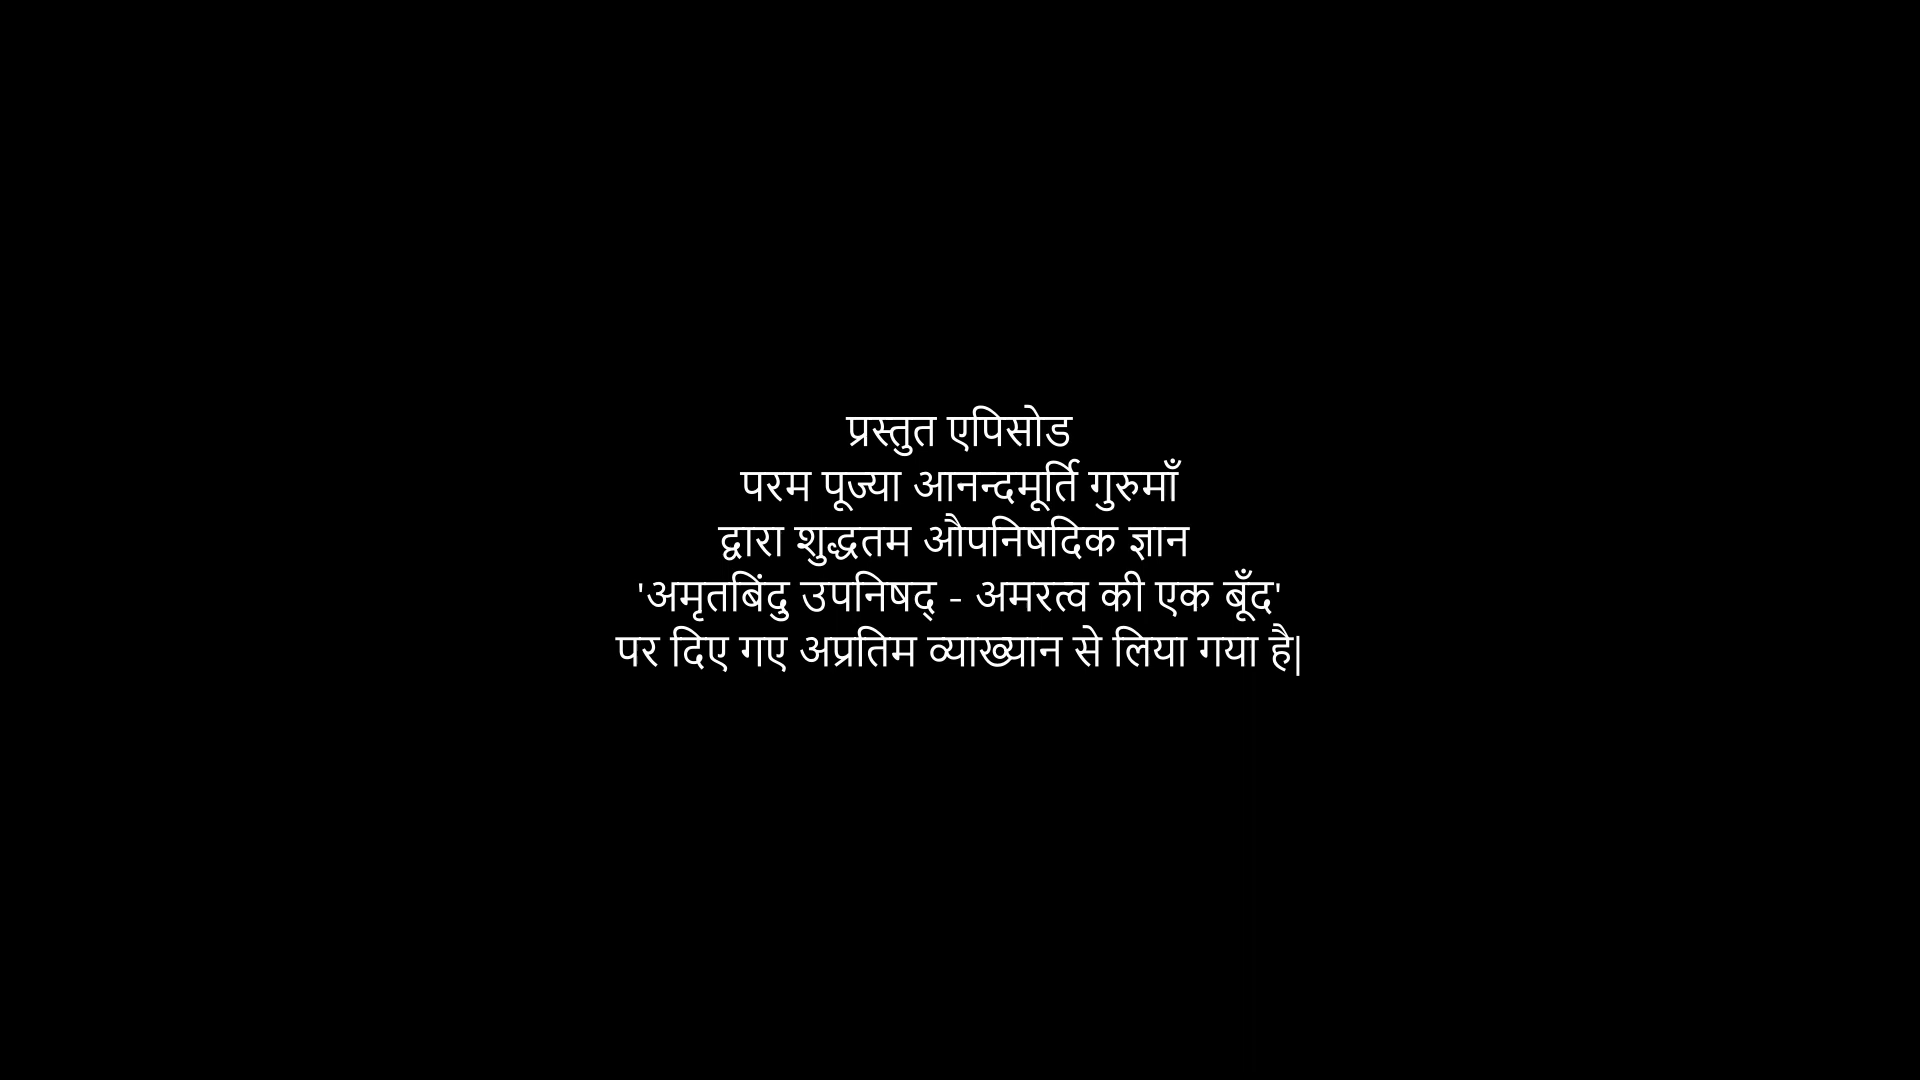 प्रस्तुत एपिसोड
परम पूज्या आनन्दमूर्ति गुरुमाँ
द्वारा शुद्धतम औपनिषदिक ज्ञान
'अमृतबिंदु उपनिषद् - अमरत्व की एक बूँद'
पर दिए गए अप्रतिम व्याख्यान से लिया गया है|